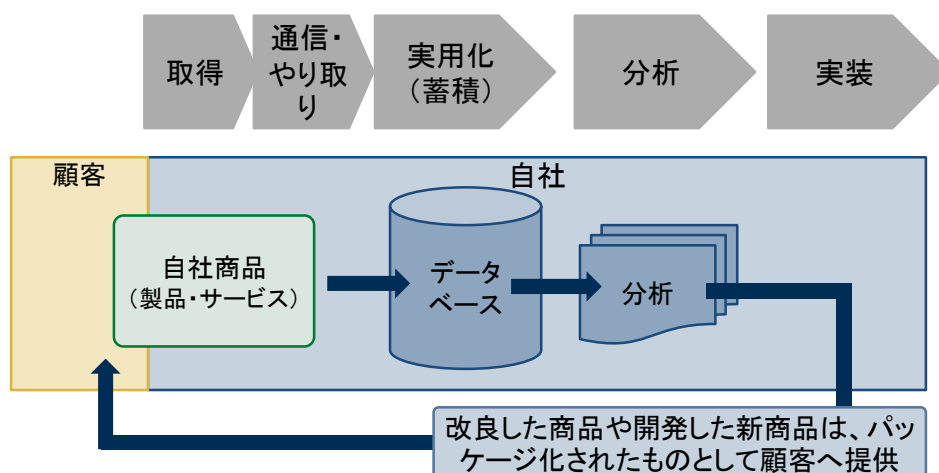 取得
通信・
やり取
り
実用化
（蓄積）
分析
実装
顧客
自社
自社商品
（製品・サービス）
データ
ベース
分析
改良した商品や開発した新商品は、パッ
ケージ化されたものとして顧客へ提供